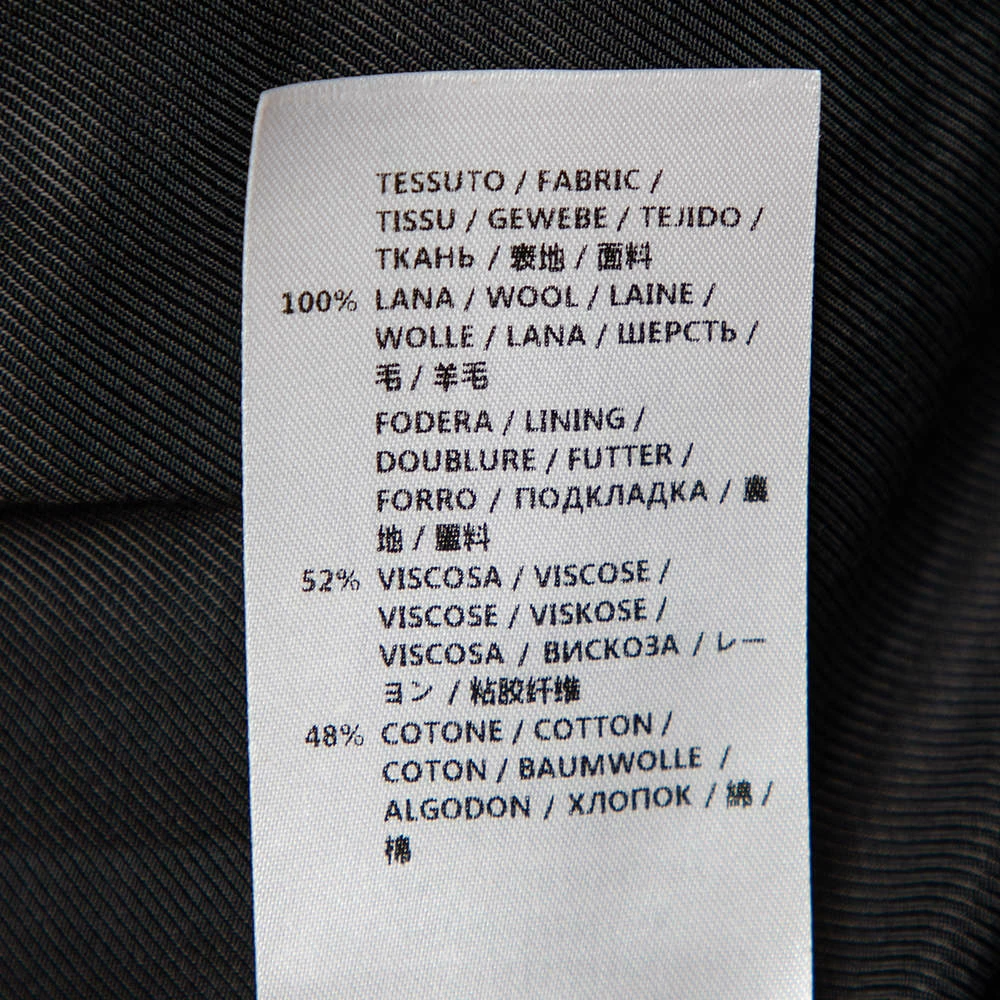 TESSUTO / FABRIC /
TISSU / GEWEBE / TEJIDO /
ТКАНЬ / 表地 / 面料
100% LANA / WOOL / LAINE /
WOLLE / LANA / ШЕРСТЬ /
毛 / 羊毛
FODERA / LINING /
DOUBLURE / FUTTER /
FORRO / ПОДКЛАДКА / 裏
地 / 料
52% VISCOSA / VISCOSE /
VISCOSE / VISKOSE /
VISCOSA / ВИСКОЗА / レー
ヨン / 粘胶纤维
48% COTONE / COTTON /
COTON / BAUMWOLLE /
ALGODON / ХЛОПОК / 綿 /
棉